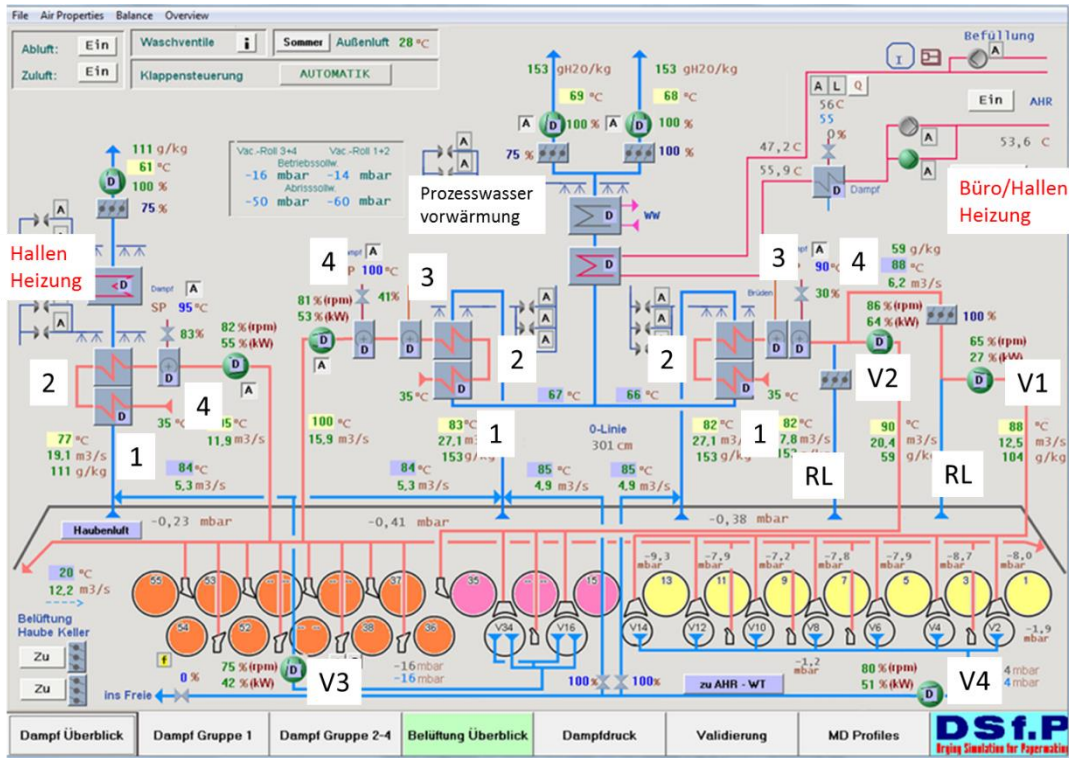 File Air Properties Balance Overview
Abluft: Ein
Zuluft: Ein
Waschventile i Sommer Außenluft 28 °C
Klappensteuerung AUTOMATIK
Befüllung
A
I
Ein AHR
153 gH2O/kg 153 gH2O/kg
69 °C 68 °C
A D 100 % A D 100 %
75 % 100 %
A L Q
56C
55
0%
47,2 C
55,9 C
D Dampf
A
A
53,6 C
Büro/Hallen
Heizung
111 g/kg
61 °C
D
100 %
75 %
A
A
Vac.-Roll 3+4 Vac.-Roll 1+2
Betriebssollw.
-16 mbar -14 mbar
Abrisssollw.
-50 mbar -60 mbar
A
A
Prozesswasser
vorwärmung
D WW
D
Hallen
Heizung
D
A
A
Dampf A
SP 95 °C
83%
82 % (rpm)
55 % (kW)
D
A
2
D
D
D
4
35 °C
11,9 m3/s
1
77 °C
19,1 m3/s
111 g/kg
4
A
100 °C
41%
3
81 % (rpm)
53 % (kW)
D
A
D
D
D
D
35 °C
2
A
A
A
100 °C
15,9 m3/s
83 °C
27,1 m3/s
153 g/kg
1
67 °C 66 °C
0-Linie
301 cm
A
A
A
2
3
Brüden
A
90 °C
30%
4
59 g/kg
88 °C
6,2 m3/s
86 % (rpm)
64 % (kW)
D
V2
100 %
65 % (rpm)
27 % (kW)
D
V1
D
D
D
D
35 °C
D
82 °C
27,1 m3/s
153 g/kg
1
82 °C
7,8 m3/s
RL
90 °C
20,4 m3/s
59 g/kg
RL
88 °C
12,5 m3/s
104 g/kg
84 °C
5,3 m3/s
84 °C
5,3 m3/s
85 °C
4,9 m3/s
85 °C
4,9 m3/s
Haubenluft
-0,23 mbar -0,41 mbar -0,38 mbar
20 °C
12,2 m3/s
-9,3 mbar -7,9 mbar -7,2 mbar -7,8 mbar -7,9 mbar -8,7 mbar -8,0 mbar
55 53 37 35 15 13 11 9 7 5 3 1
54 52 38 36 V34 V16 V14 V12 V10 V8 V6 V4 V2
-1,9 mbar
Belüftung
Haube Keller
Zu
Zu
f
0 %
ins Freie
75 % (rpm)
42 % (kW)
D
V3
-16 mbar
-16 mbar
100% 100%
zu AHR - WT
-1,2 mbar
80 % (rpm)
51 % (kW)
D
V4
4 mbar
4 mbar
Dampf Überblick Dampf Gruppe 1 Dampf Gruppe 2-4 Belüftung Überblick Dampfdruck Validierung MD Profiles
DSf.P
Drying Simulation for Papermaking